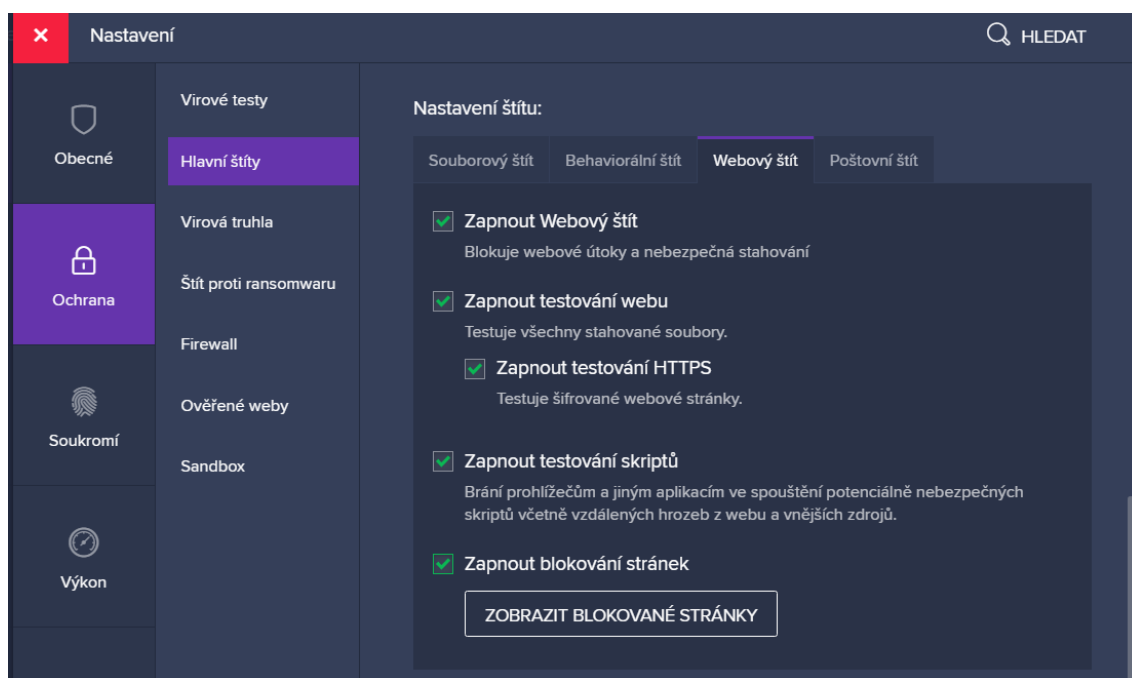 Nastavení
HLEDAT
Obecné
Ochrana
Soukromí
Výkon
Virové testy
Hlavní štíty
Virová truhla
Štít proti ransomwaru
Firewall
Ověřené weby
Sandbox
Nastavení štítu:
Souborový štít Behaviorální štít Webový štít Poštovní štít
Zapnout Webový štít
Blokuje webové útoky a nebezpečná stahování
Zapnout testování webu
Testuje všechny stahované soubory.
Zapnout testování HTTPS
Testuje šifrované webové stránky.
Zapnout testování skriptů
Brání prohlížečům a jiným aplikacím ve spouštění potenciálně nebezpečných
skriptů včetně vzdálených hrozeb z webu a vnějších zdrojů.
Zapnout blokování stránek
ZOBRAZIT BLOKOVANÉ STRÁNKY